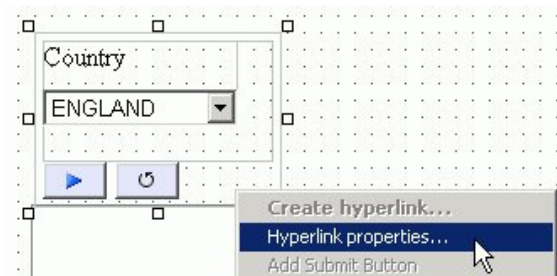 Country
ENGLAND
Create hyperlink...
Hyperlink properties...
Add Submit Button